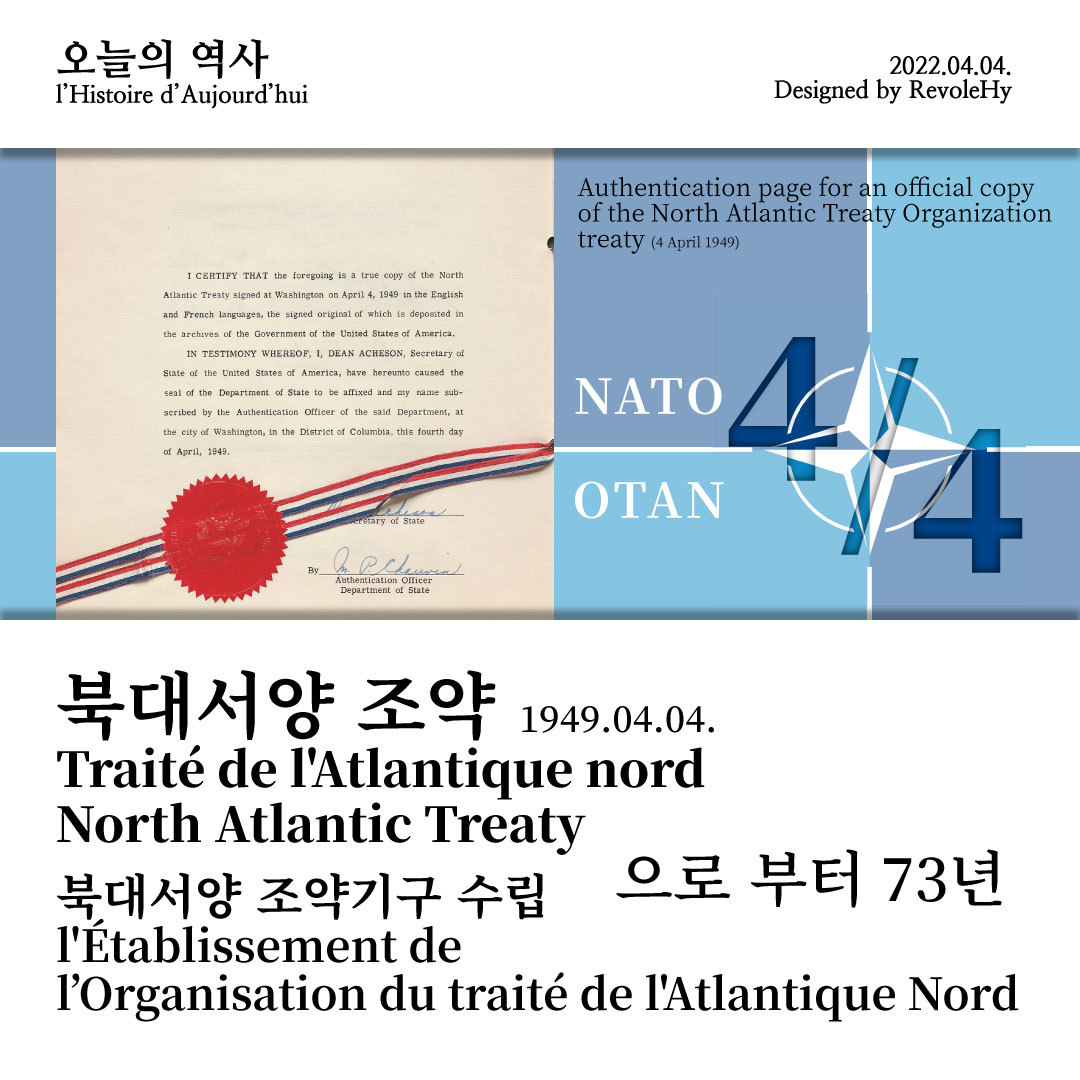 오늘의 역사
l’Histoire d’Aujourd’hui
2022.04.04.
Designed by RevoleHy
I CERTIFY THAT the foregoing is a true copy of the North
Atlantic Treaty signed at Washington on April 4, 1949 in the English
and French languages, the signed original of which is deposited in
the archives of the Government of the United States of America.
IN TESTIMONY WHEREOF, I, DEAN ACHESON, Secretary of
State of the United States of America, have hereunto caused the
seal of the Department of State to be affixed and my name sub-
scribed by the Authentication Officer of the said Department, at
the city of Washington, in the District of Columbia, this fourth day
of April, 1949.
Acheson
Secretary of State
By M. P. Chauvin
Authentication Officer
Department of State
Authentication page for an official copy
of the North Atlantic Treaty Organization
treaty (4 April 1949)
NATO
OTAN
4/4
북대서양 조약 1949.04.04.
Traité de l'Atlantique nord
North Atlantic Treaty
북대서양 조약기구 수립
으로 부터 73년
l'Établissement de
l’Organisation du traité de l'Atlantique Nord